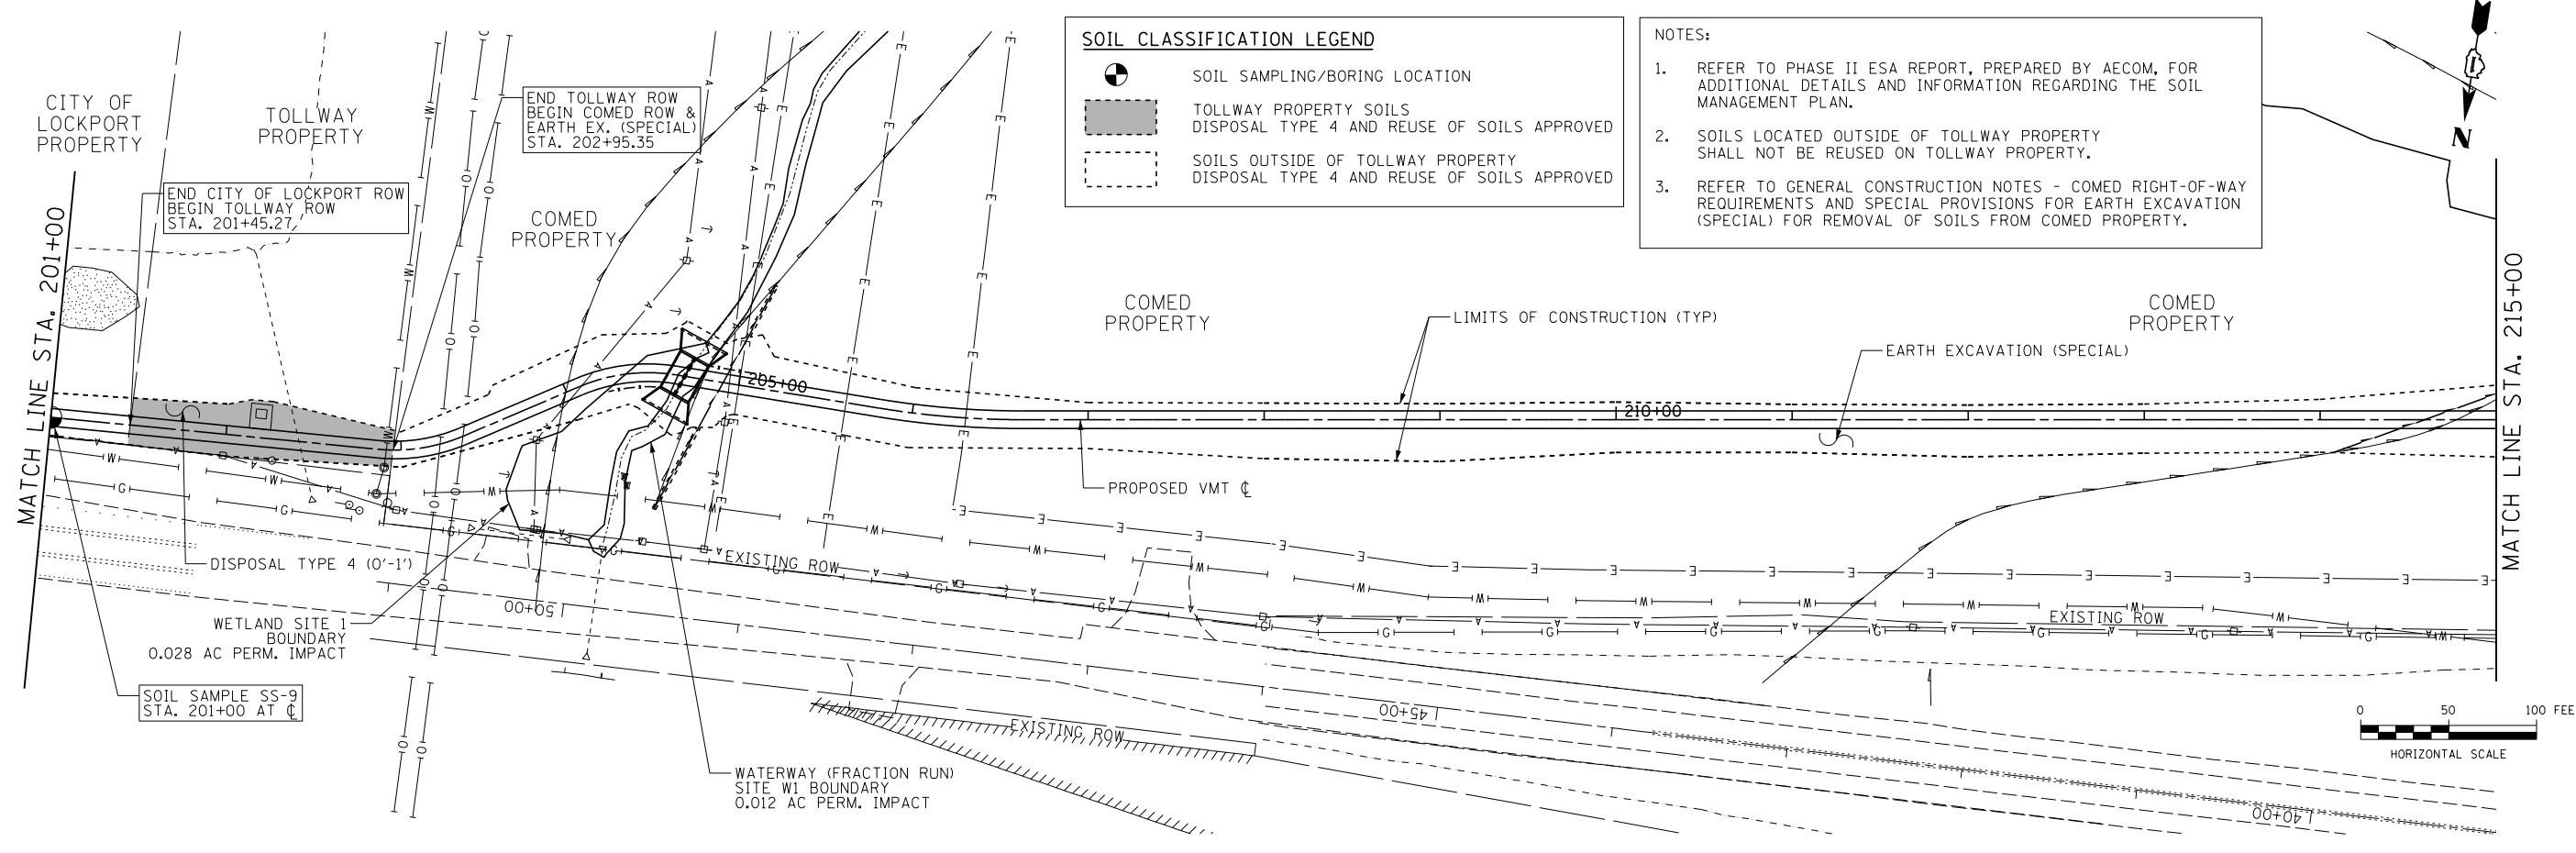 CITY OF
LOCKPORT
PROPERTY
TOLLWAY
PROPERTY
END TOLLWAY ROW
BEGIN COMED ROW &
EARTH EX. (SPECIAL)
STA. 202+95.35
END CITY OF LOCKPORT ROW
BEGIN TOLLWAY ROW
STA. 201+45.27
COMED
PROPERTY
SOIL CLASSIFICATION LEGEND
SOIL SAMPLING/BORING LOCATION
TOLLWAY PROPERTY SOILS
DISPOSAL TYPE 4 AND REUSE OF SOILS APPROVED
SOILS OUTSIDE OF TOLLWAY PROPERTY
DISPOSAL TYPE 4 AND REUSE OF SOILS APPROVED
NOTES:
1. REFER TO PHASE II ESA REPORT, PREPARED BY AECOM, FOR
ADDITIONAL DETAILS AND INFORMATION REGARDING THE SOIL
MANAGEMENT PLAN.
2. SOILS LOCATED OUTSIDE OF TOLLWAY PROPERTY
SHALL NOT BE REUSED ON TOLLWAY PROPERTY.
3. REFER TO GENERAL CONSTRUCTION NOTES - COMED RIGHT-OF-WAY
REQUIREMENTS AND SPECIAL PROVISIONS FOR EARTH EXCAVATION
(SPECIAL) FOR REMOVAL OF SOILS FROM COMED PROPERTY.
N
MATCH LINE STA. 201+00
COMED
PROPERTY
COMED
PROPERTY
LIMITS OF CONSTRUCTION (TYP)
EARTH EXCAVATION (SPECIAL)
205+00
210+00
PROPOSED VMT ℄
MATCH LINE STA. 215+00
DISPOSAL TYPE 4 (0'-1')
EXISTING ROW
50+00
WETLAND SITE 1
BOUNDARY
0.028 AC PERM. IMPACT
EXISTING ROW
SOIL SAMPLE SS-9
STA. 201+00 AT ℄
45+00
EXISTING ROW
WATERWAY (FRACTION RUN)
SITE W1 BOUNDARY
0.012 AC PERM. IMPACT
0 50 100 FEE
HORIZONTAL SCALE
40+00